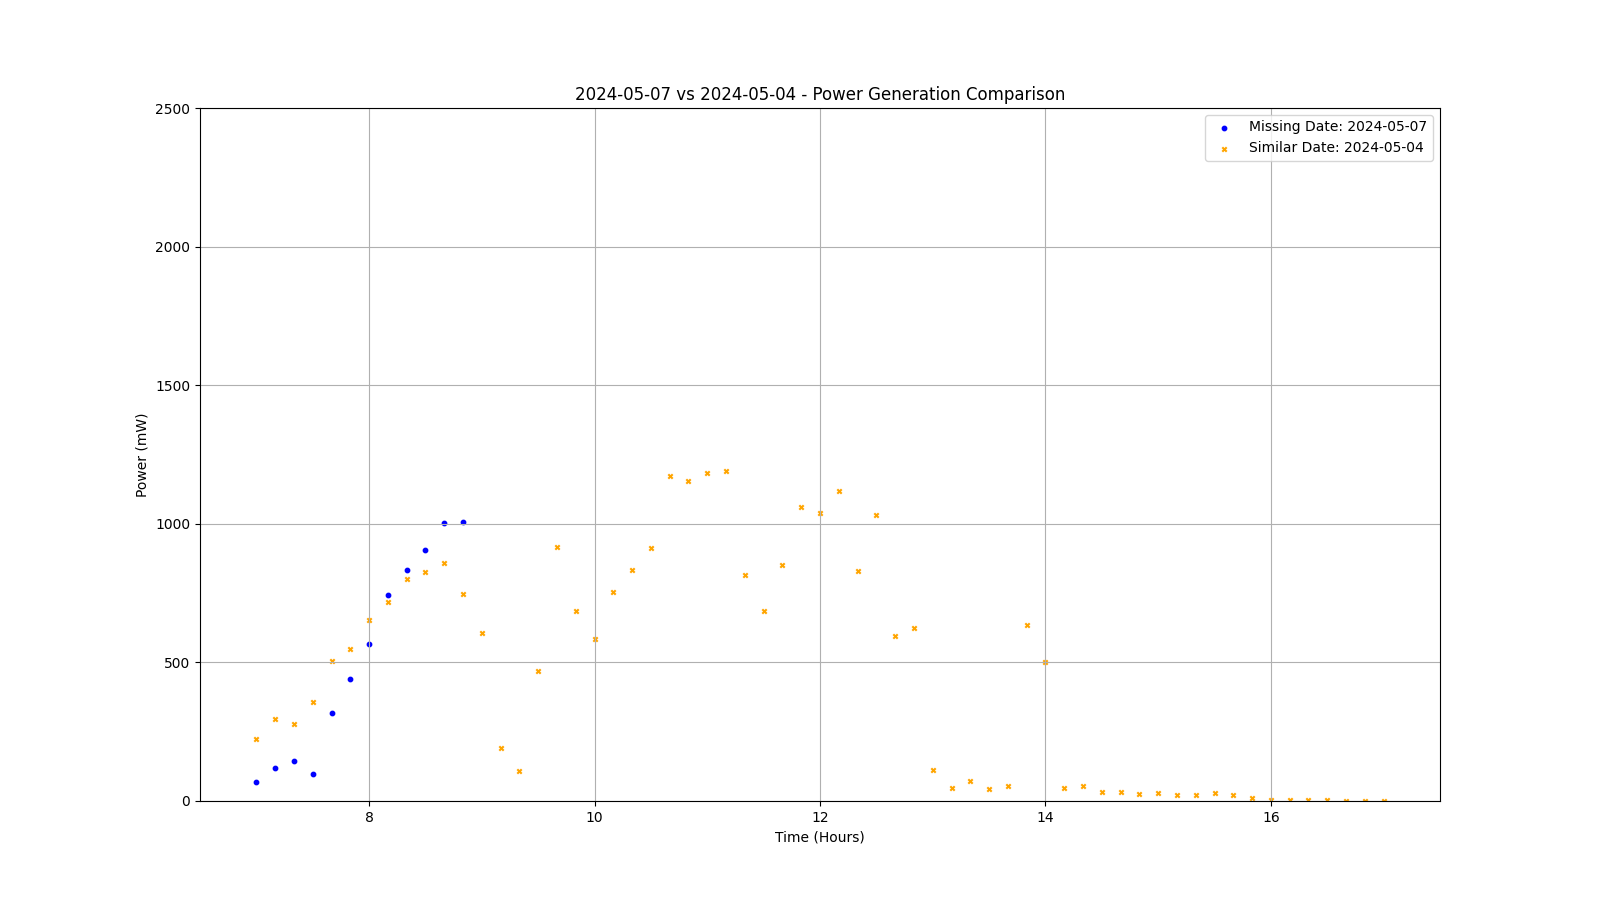 2024-05-07 vs 2024-05-04 - Power Generation Comparison
Missing Date: 2024-05-07
Similar Date: 2024-05-04
Power (mW)
2500
2000
1500
1000
500
0
8
10
12
14
16
Time (Hours)